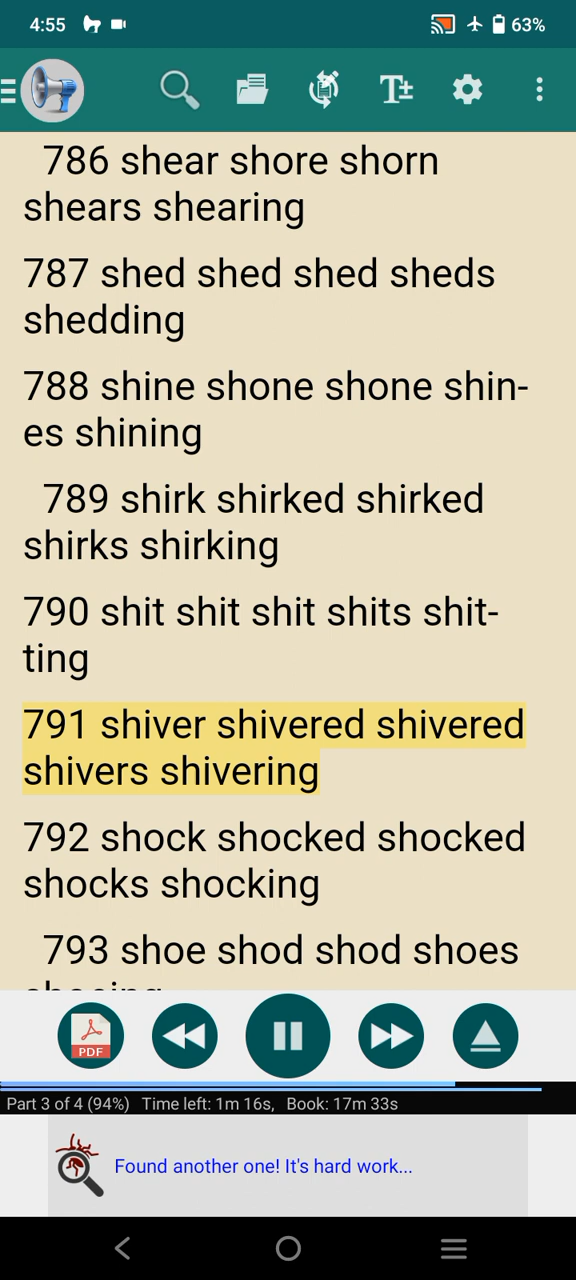 4:55
63%
T±
786 shear shore shorn
shears shearing
787 shed shed shed sheds
shedding
788 shine shone shone shin-
es shining
789 shirk shirked shirked
shirks shirking
790 shit shit shit shits shit-
ting
791 shiver shivered shivered
shivers shivering
792 shock shocked shocked
shocks shocking
793 shoe shod shod shoes
PDF
Part 3 of 4 (94%) Time left: 1m 16s, Book: 17m 33s
Found another one! It's hard work...